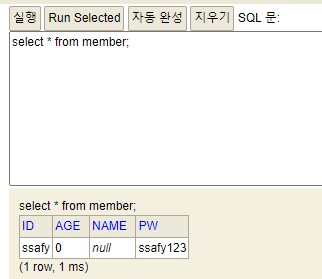 실행 Run Selected 자동 완성 지우기 SQL 문:
select * from member;
select * from member;
ID AGE NAME PW
ssafy 0 null ssafy123
(1 row, 1 ms)